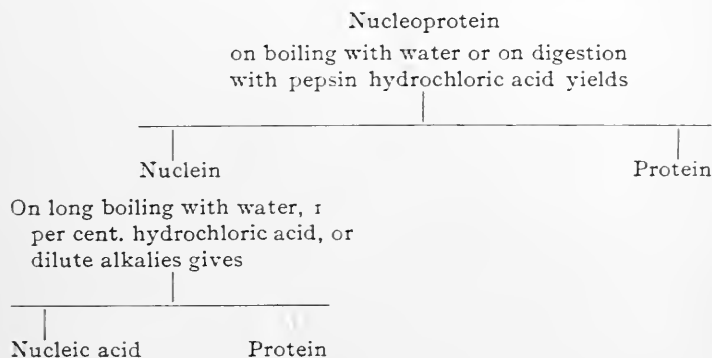 Nucleoprotein
on boiling with water or on digestion
with pepsin hydrochloric acid yields
Nuclein Protein
On long boiling with water, 1
per cent. hydrochloric acid, or
dilute alkalies gives
Nucleic acid Protein